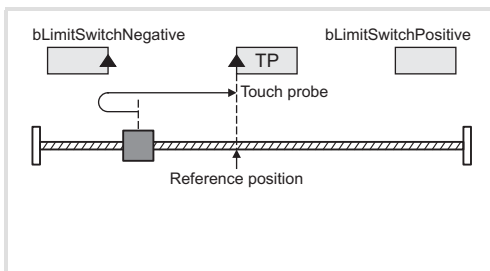 bLimitSwitchNegative
bLimitSwitchPositive
TP
Touch probe
Reference position